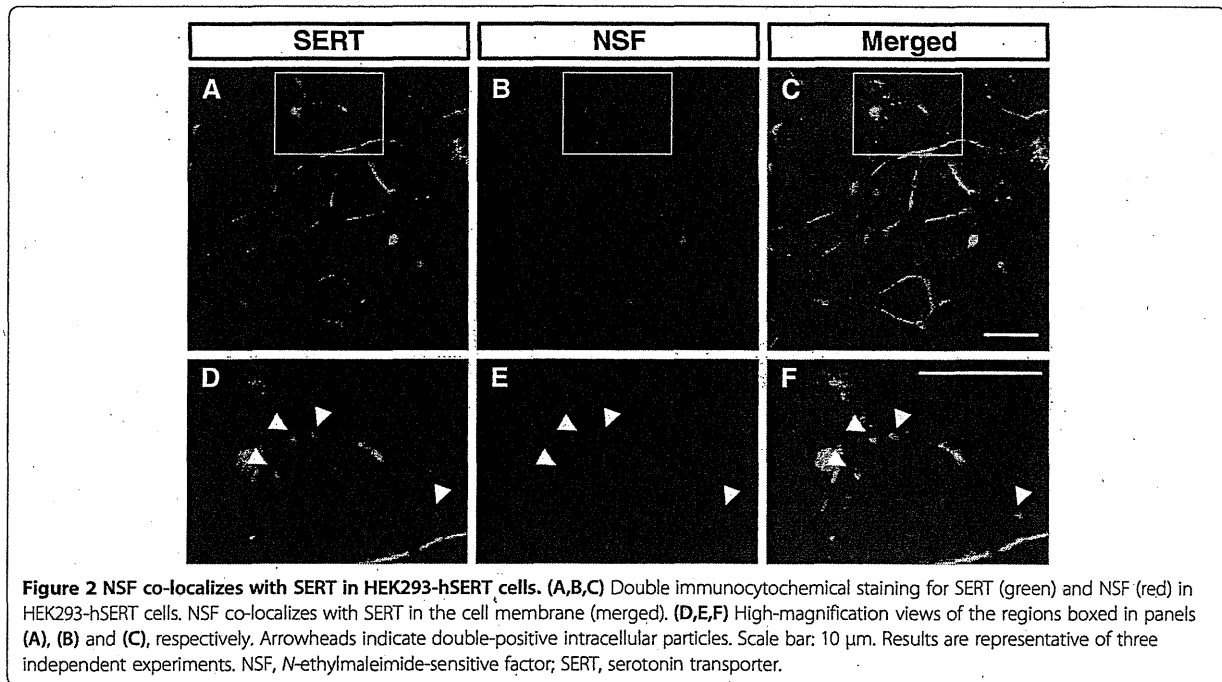 SERT NSF Merged
A B C
D E F
Figure 2 NSF co-localizes with SERT in HEK293-hSERT cells. (A,B,C) Double immunocytochemical staining for SERT (green) and NSF (red) in
HEK293-hSERT cells. NSF co-localizes with SERT in the cell membrane (merged). (D,E,F) High-magnification views of the regions boxed in panels
(A), (B) and (C), respectively. Arrowheads indicate double-positive intracellular particles. Scale bar: 10 μm. Results are representative of three
independent experiments. NSF, N-ethylmaleimide-sensitive factor; SERT, serotonin transporter.